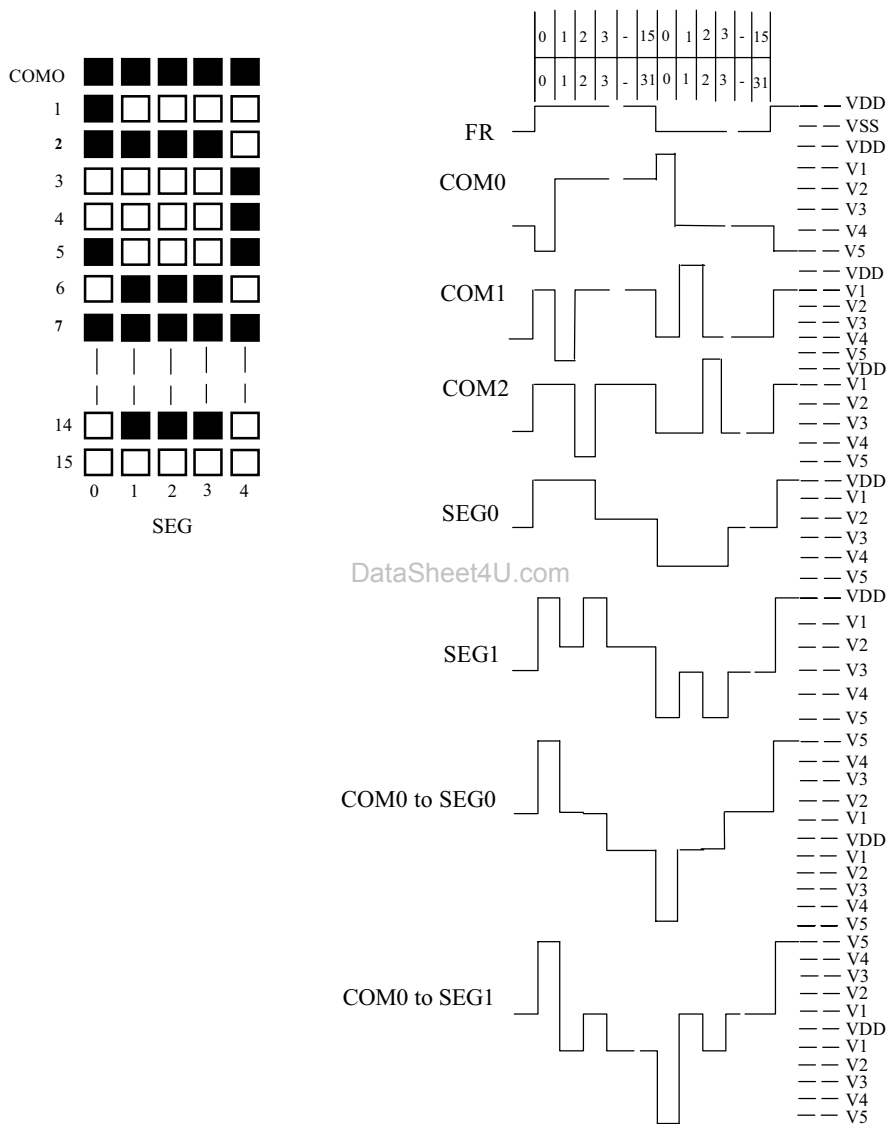 0 1 2 3 - 15 0 1 2 3 - 15
0 1 2 3 - 31 0 1 2 3 - 31
COMO
1
2
3
4
5
6
7
14
15
0 1 2 3 4
SEG
FR
VDD
VSS
COM0
VDD
V1
V2
V3
V4
V5
COM1
VDD
V1
V2
V3
V4
V5
COM2
VDD
V1
V2
V3
V4
V5
SEG0
VDD
V1
V2
V3
V4
V5
DataSheet4U.com
SEG1
VDD
V1
V2
V3
V4
V5
COM0 to SEG0
V5
V4
V3
V2
V1
VDD
V1
V2
V3
V4
V5
COM0 to SEG1
V5
V4
V3
V2
V1
VDD
V1
V2
V3
V4
V5